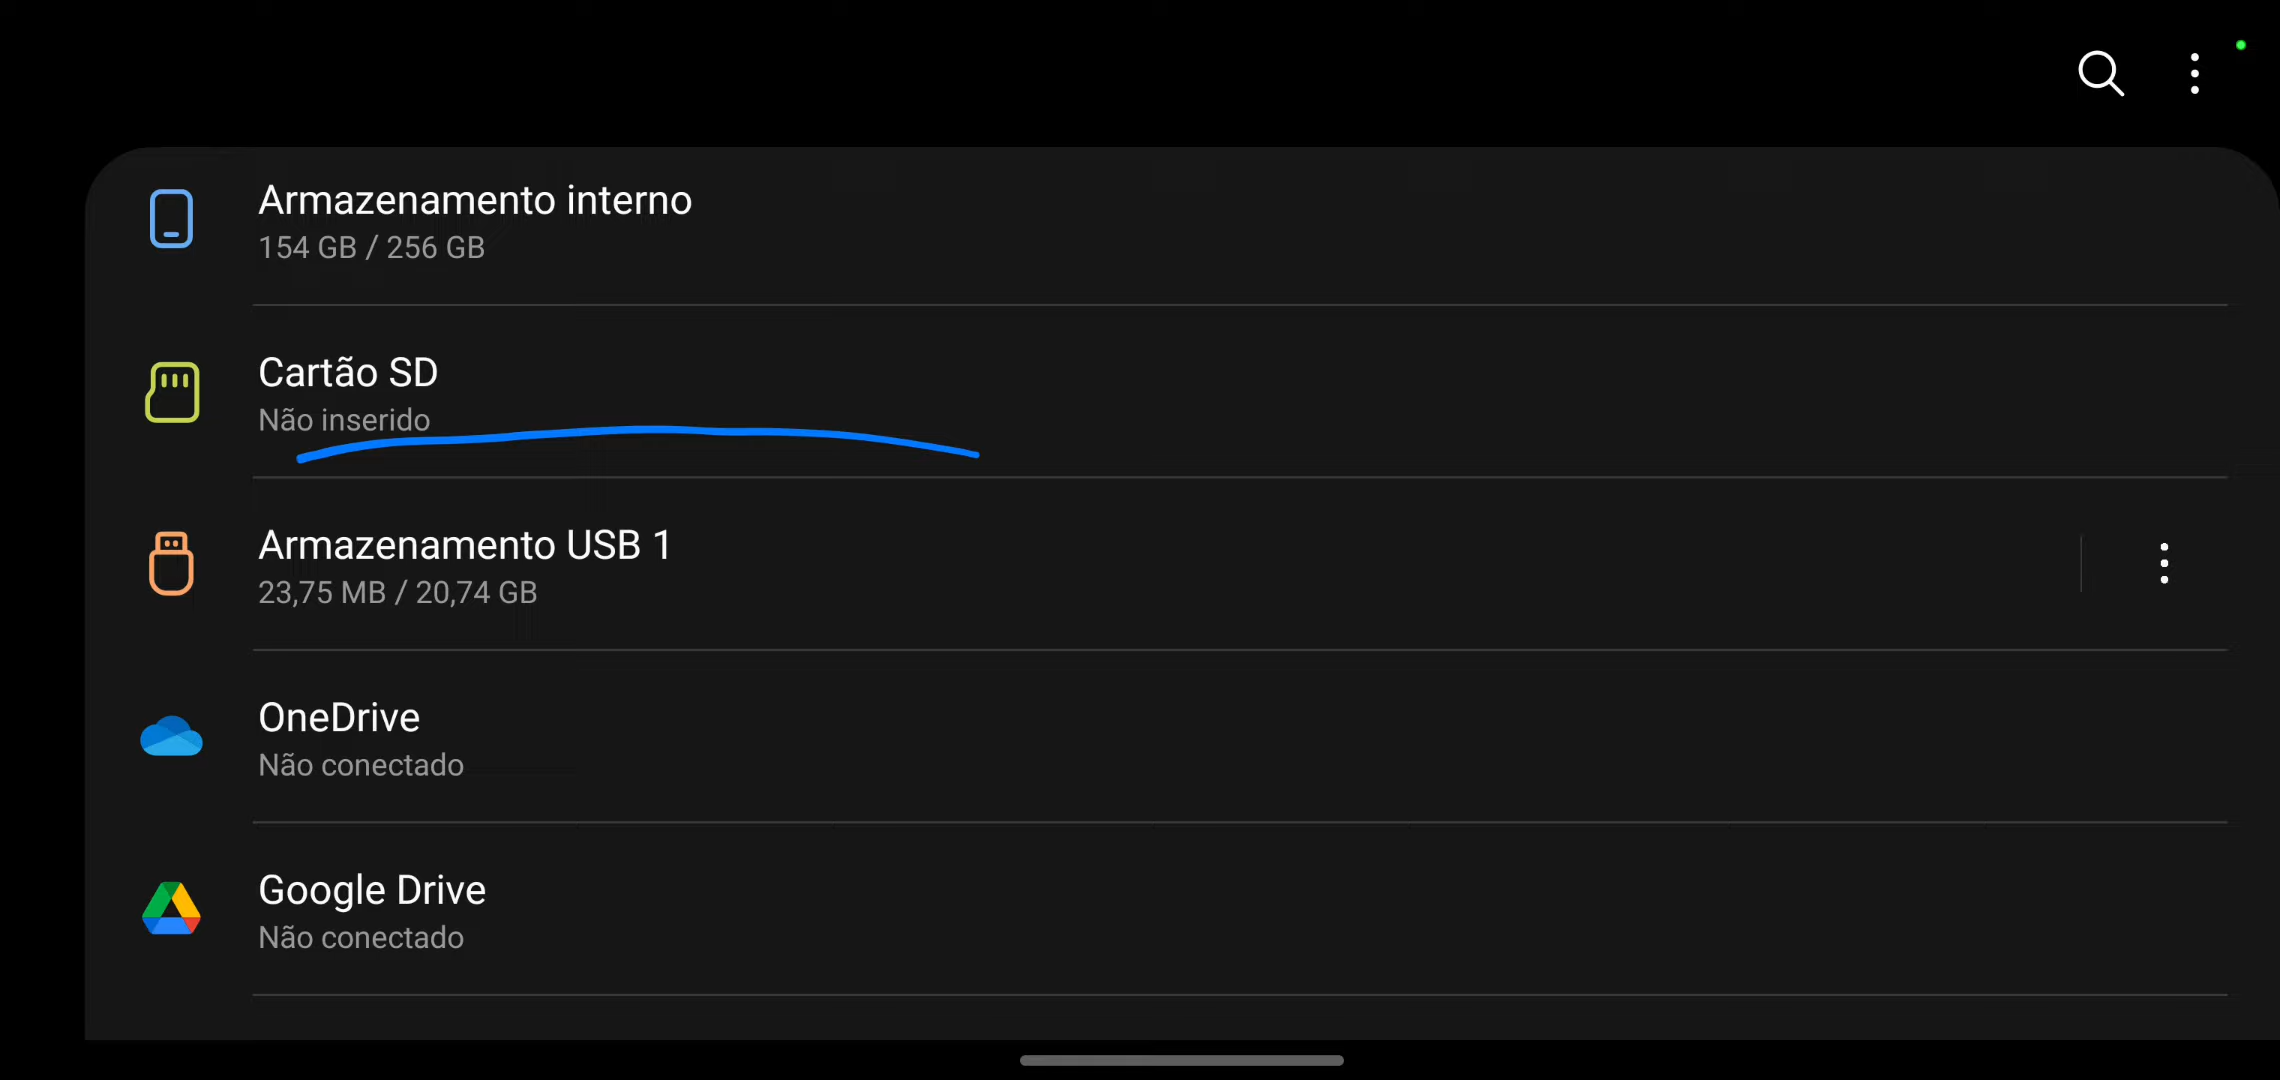 Armazenamento interno
154 GB / 256 GB
Cartão SD
Não inserido
Armazenamento USB 1
23,75 MB / 20,74 GB
OneDrive
Não conectado
Google Drive
Não conectado